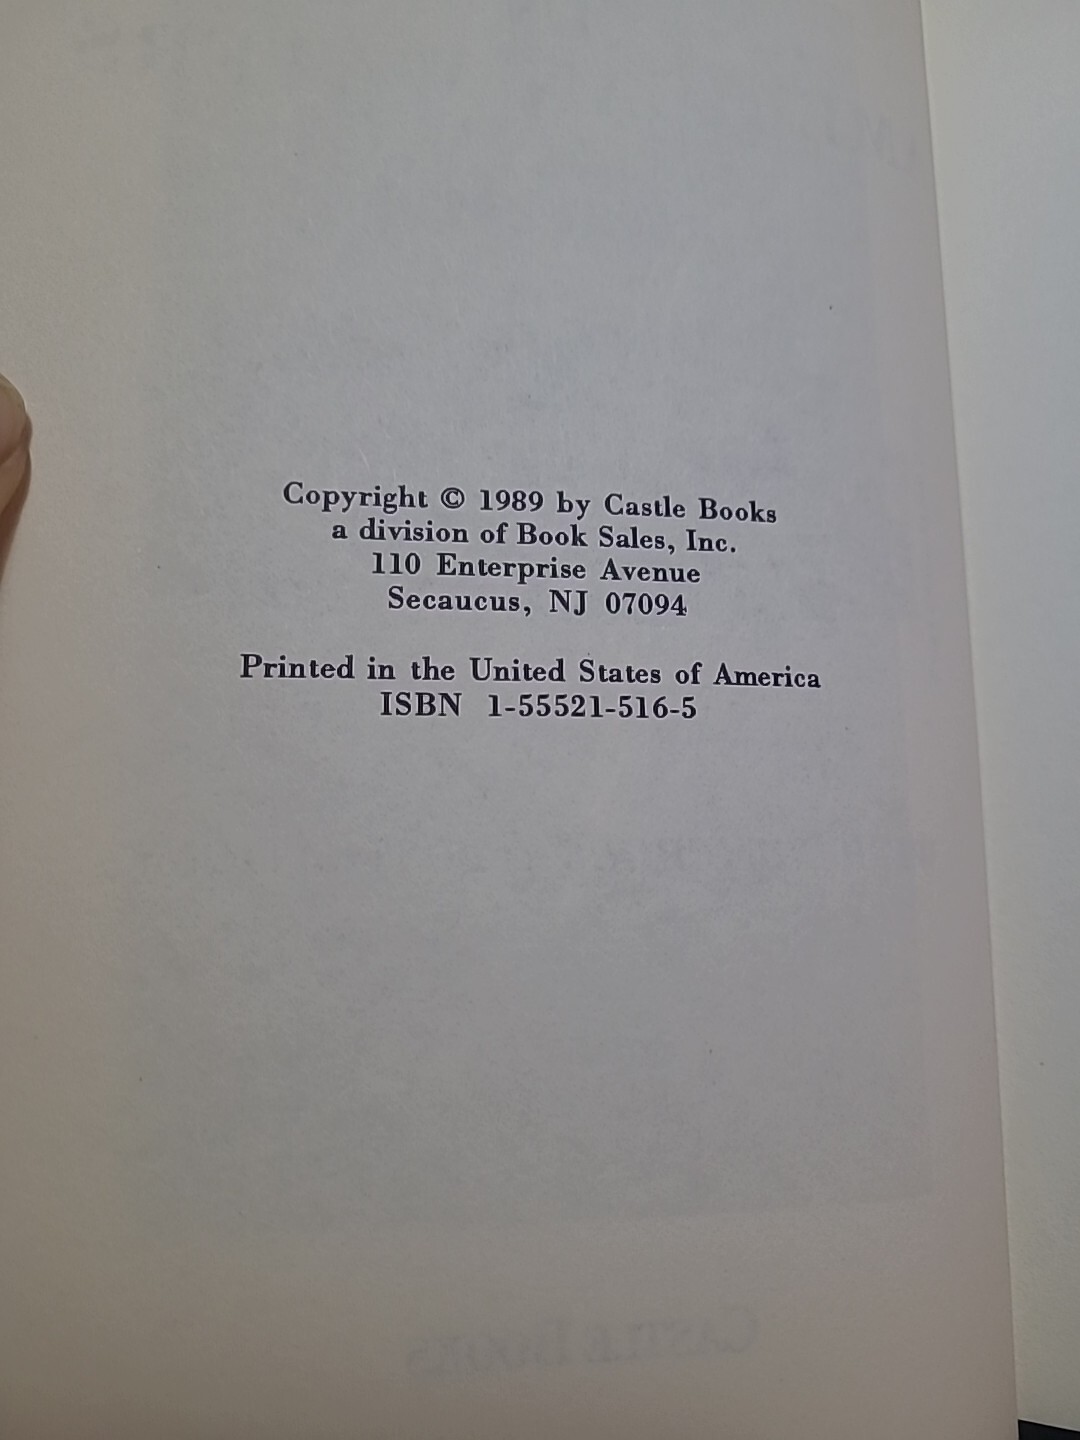 Copyright © 1989 by Castle Books
a division of Book Sales, Inc.
110 Enterprise Avenue
Secaucus, NJ 07094
Printed in the United States of America
ISBN 1-55521-516-5